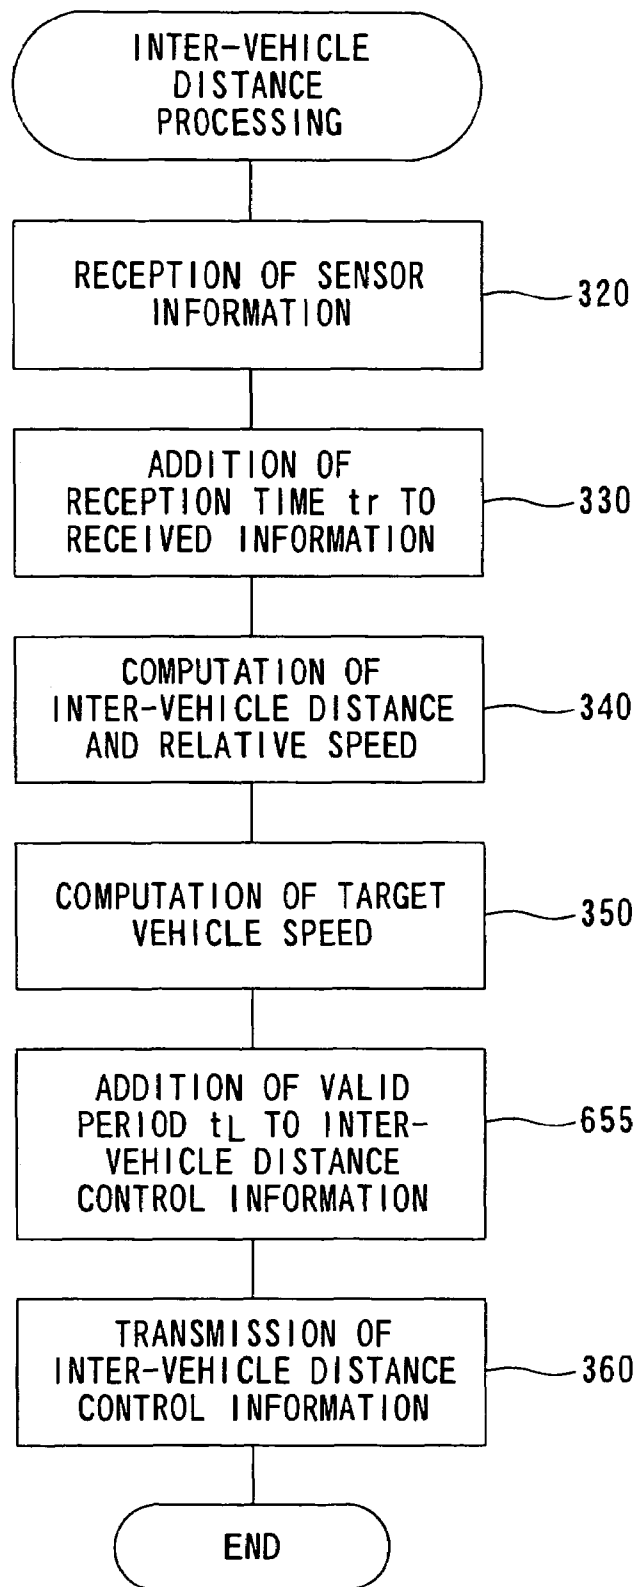 INTER-VEHICLE
DISTANCE
PROCESSING
RECEPTION OF SENSOR
INFORMATION
320
ADDITION OF
RECEPTION TIME tr TO
RECEIVED INFORMATION
330
COMPUTATION OF
INTER-VEHICLE DISTANCE
AND RELATIVE SPEED
340
COMPUTATION OF TARGET
VEHICLE SPEED
350
ADDITION OF VALID
PERIOD tL TO INTER-
VEHICLE DISTANCE
CONTROL INFORMATION
655
TRANSMISSION OF
INTER-VEHICLE DISTANCE
CONTROL INFORMATION
360
END